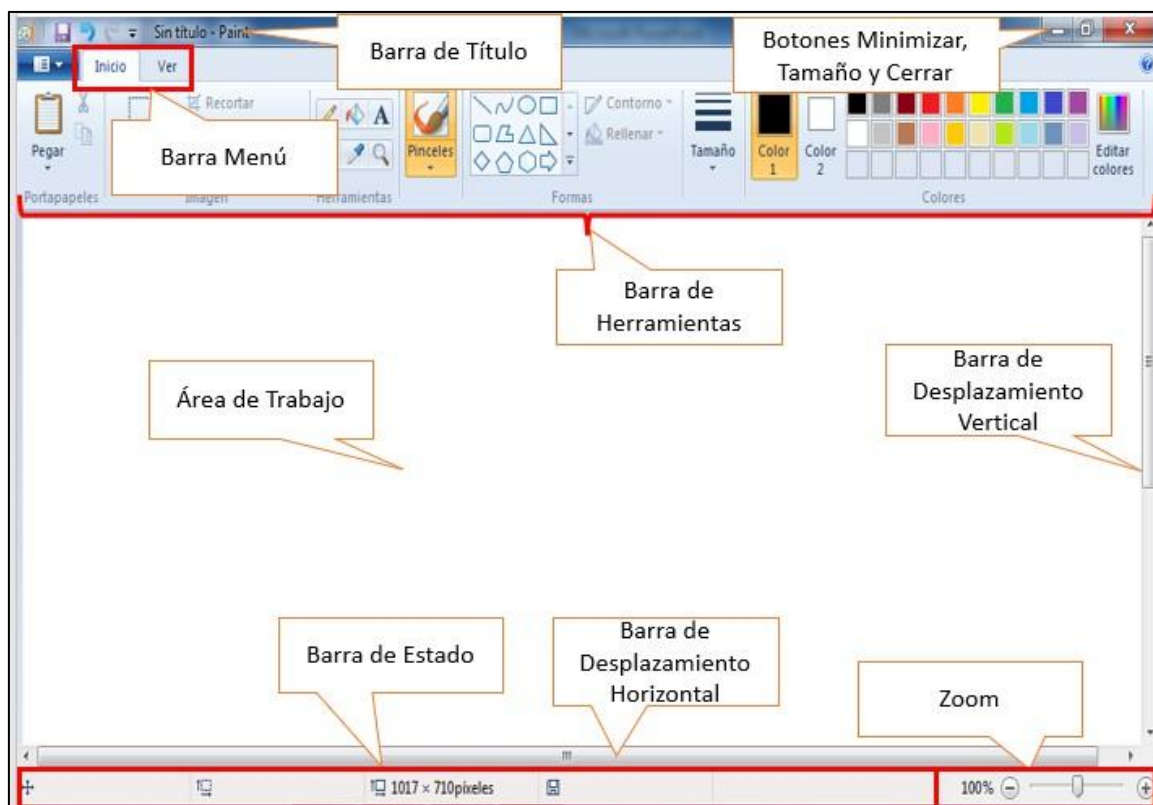 Sin título - Paint
Barra de Título
Botones Minimizar,
Tamaño y Cerrar
Inicio Ver
Recortar
Contorno
Rellenar
Barra Menú
Pegar
A
Pinceles
Tamaño
Color
1
Color
2
Editar
colores
Portapapeles
Imagen
Herramientas
Formas
Colores
Barra de
Herramientas
Área de Trabajo
Barra de
Desplazamiento
Vertical
Barra de Estado
Barra de
Desplazamiento
Horizontal
Zoom
1017 × 710píxeles
100%